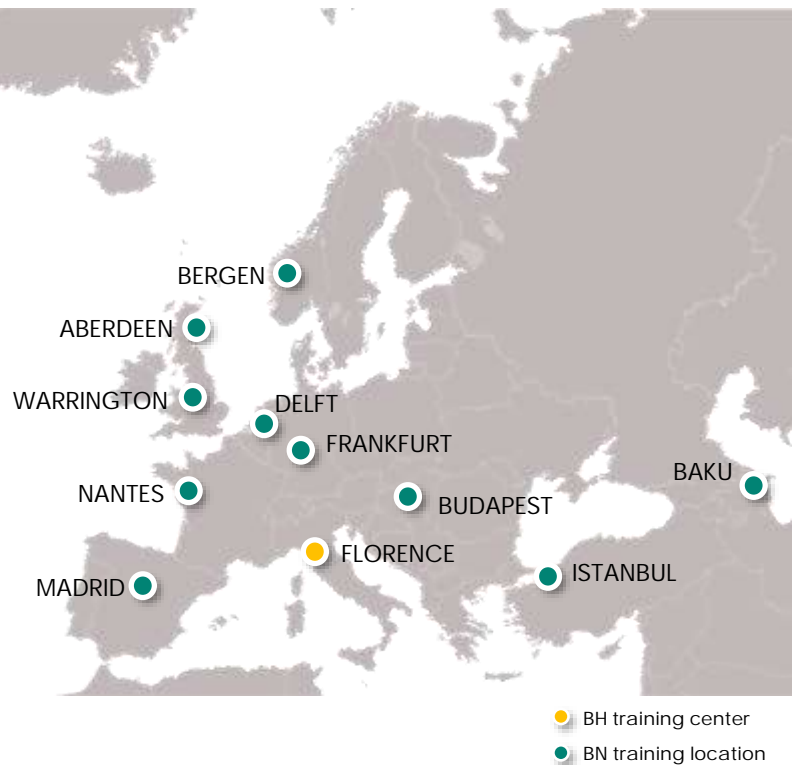 BERGEN
ABERDEEN
WARRINGTON
DELFT
FRANKFURT
BAKU
NANTES
BUDAPEST
FLORENCE
ISTANBUL
MADRID
BH training center
BN training location